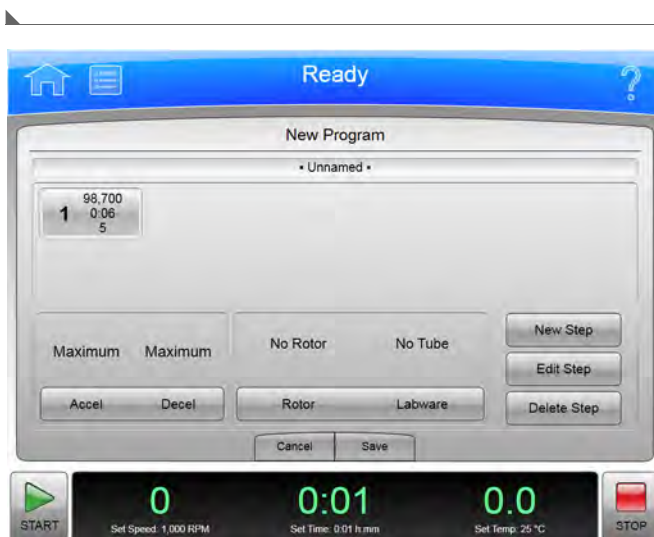 Ready
New Program
• Unnamed •
1
98,700
0:06
5
Maximum Maximum
No Rotor No Tube
New Step
Edit Step
Accel Decel
Rotor Labware
Delete Step
Cancel Save
START
0
Set Speed: 1,000 RPM
0:01
Set Time: 0:01 h:mm
0.0
Set Temp: 25 °C
STOP